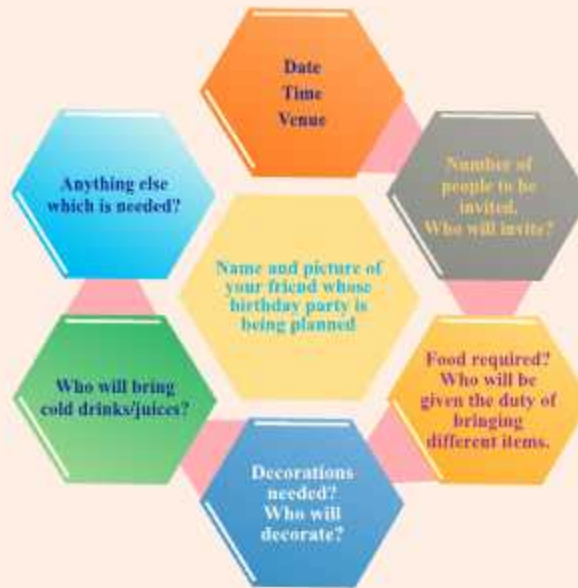 Date
Time
Venue
Number of
people to be
invited.
Who will invite?
Food required?
Who will be
given the duty of
bringing
different items.
Decorations
needed?
Who will
decorate?
Who will bring
cold drinks/juices?
Anything else
which is needed?
Name and picture of
your friend whose
birthday party is
being planned